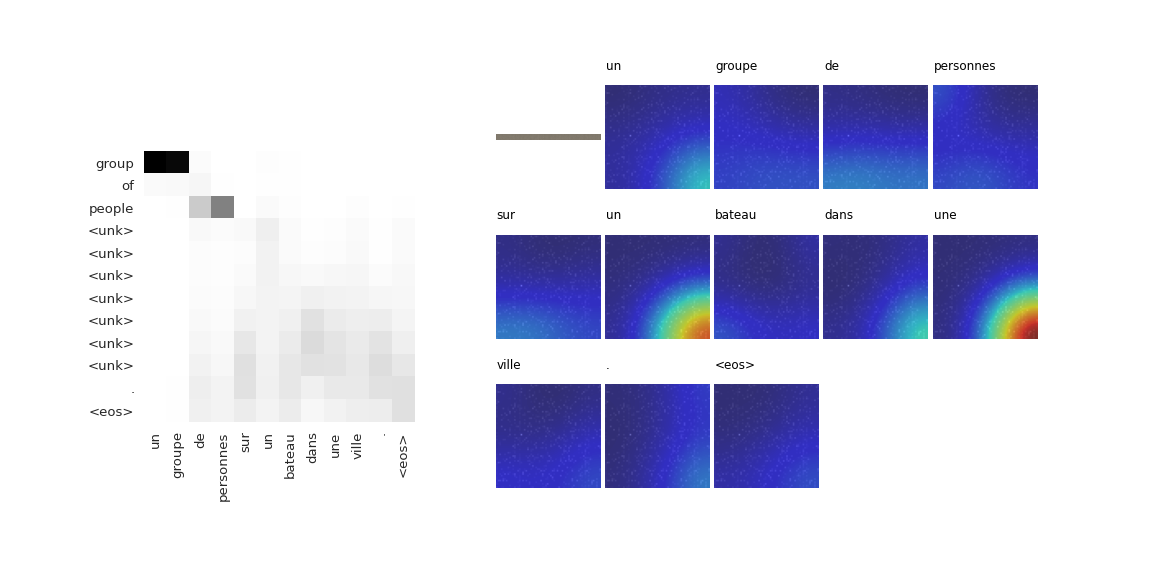 group
of
people
<unk>
<unk>
<unk>
<unk>
<unk>
<unk>
<unk>
.
<eos>
un
groupe
de
personnes
sur
un
bateau
dans
une
ville
.
<eos>
un groupe de personnes
sur un bateau dans une
ville . <eos>